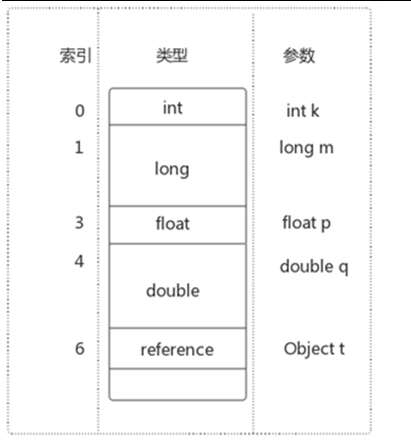 索引 类型 参数
0 int int k
1 long long m
3 float float p
4 double double q
6 reference Object t